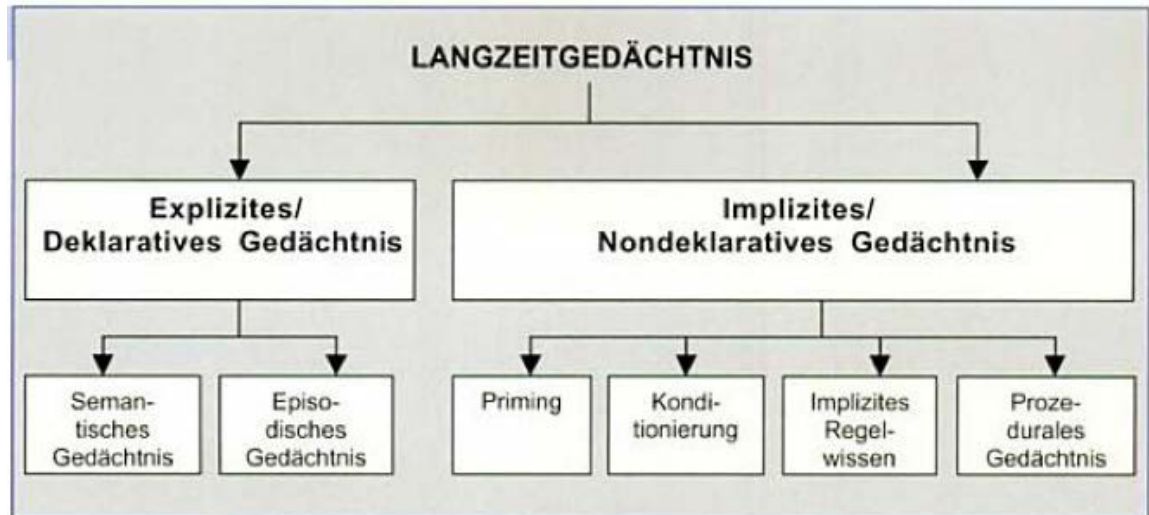 LANGZEITGEDÄCHTNIS
Explizites/
Deklaratives Gedächtnis
Implizites/
Nondeklaratives Gedächtnis
Seman-
tisches
Gedächtnis
Episo-
disches
Gedächtnis
Priming
Kondi-
tionierung
Implizites
Regel-
wissen
Proze-
durales
Gedächtnis